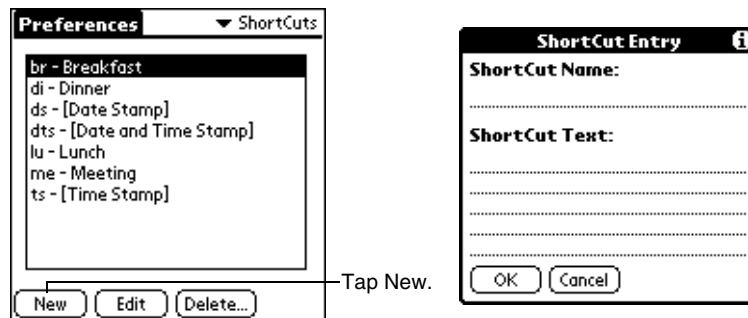 Preferences
ShortCuts
br - Breakfast
di - Dinner
ds - [Date Stamp]
dts - [Date and Time Stamp]
lu - Lunch
me - Meeting
ts - [Time Stamp]
New Edit Delete...
Tap New.
ShortCut Entry i
ShortCut Name:
ShortCut Text:
OK Cancel